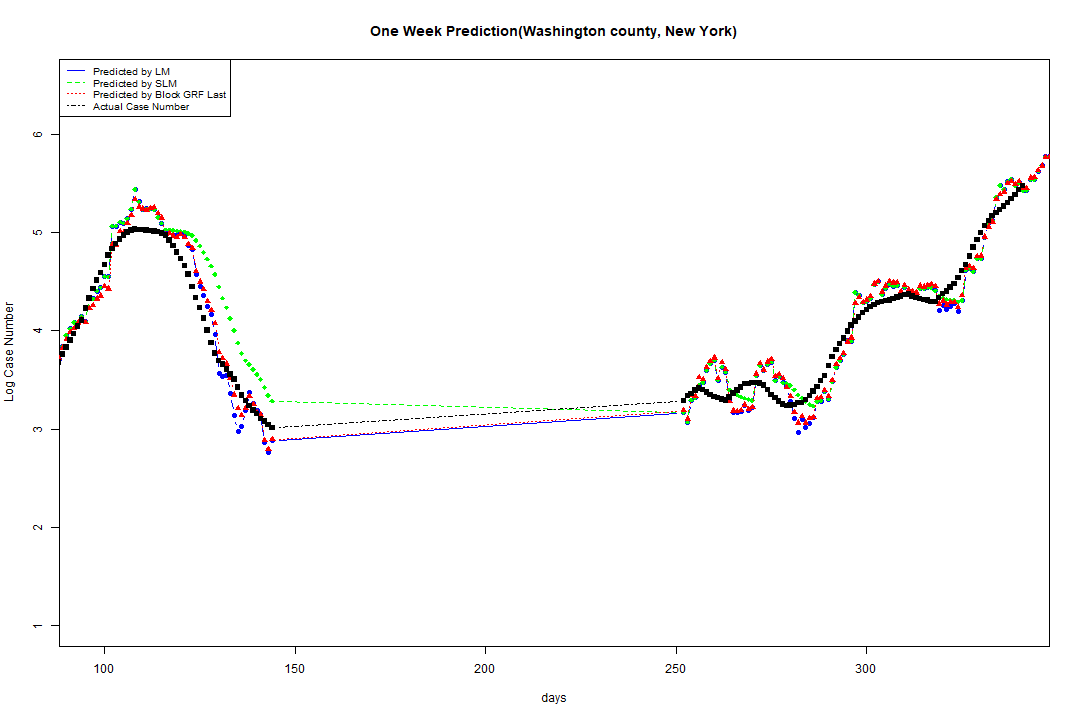 One Week Prediction(Washington county, New York)
Predicted by LM
Predicted by SLM
Predicted by Block GRF Last
Actual Case Number
Log Case Number
6
5
4
3
2
1
100 150 200 250 300
days